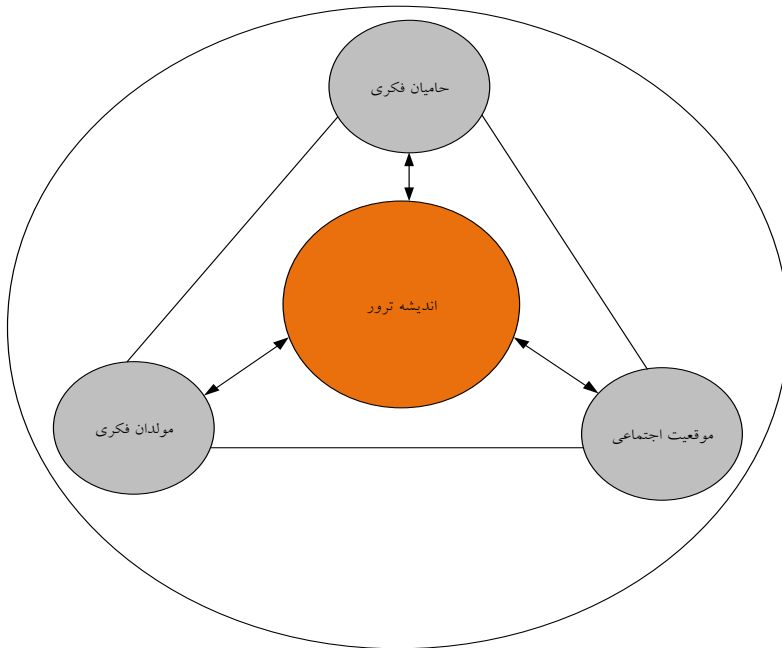 حامیان فکری
اندیشه ترور
مولدان فکری
موقعیت اجتماعی